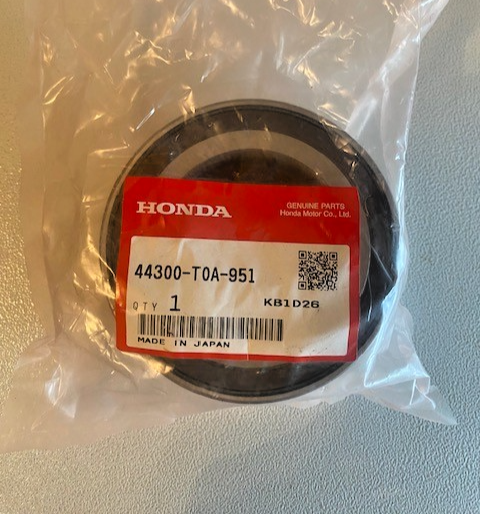 HONDA
GENUINE PARTS
Honda Motor Co., Ltd.
44300-T0A-951
QTY 1
KB1D26
MADE IN JAPAN